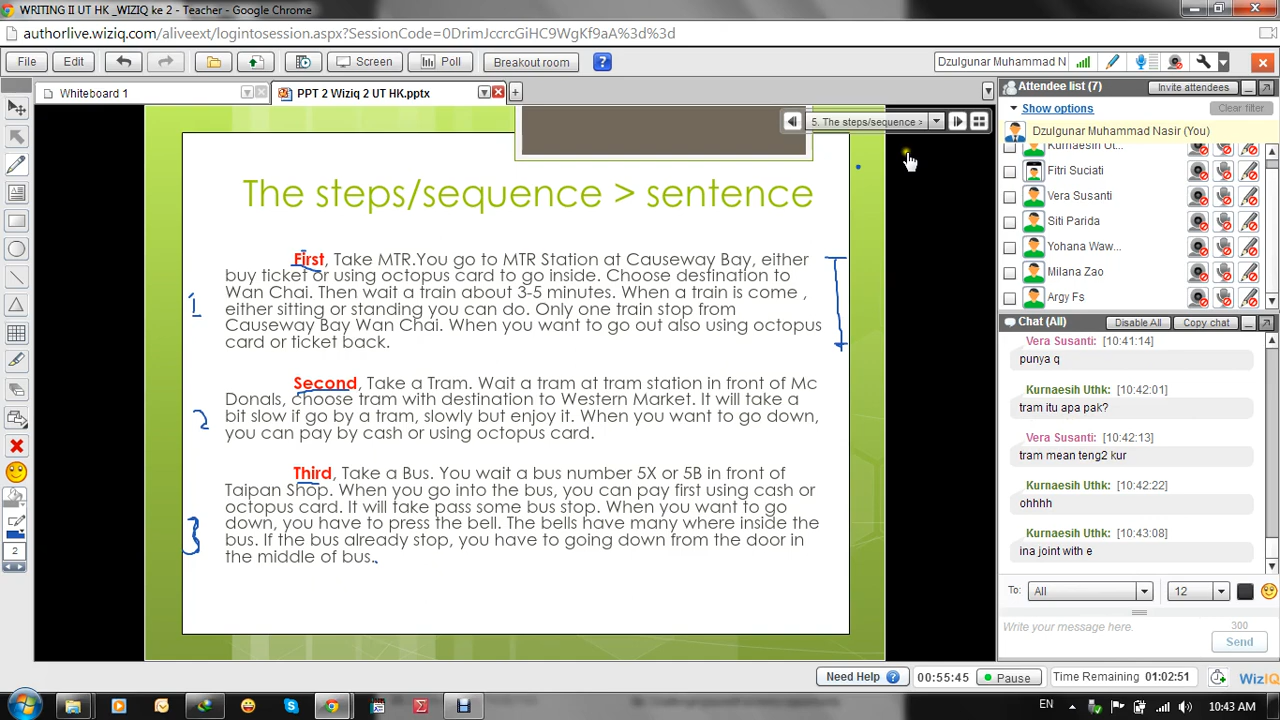 WRITING II UT HK _WIZIQ ke 2 - Teacher - Google Chrome
authorlive.wiziq.com/aliveext/logintosession.aspx?SessionCode=0DrimJccrcGiHC9WgKf9aA%3d%3d
File Edit Screen Poll Breakout room ? Dzulgunar Muhammad N
Whiteboard 1 PPT 2 Wiziq 2 UT HK.pptx
5. The steps/sequence >
The steps/sequence > sentence
First, Take MTR.You go to MTR Station at Causeway Bay, either
buy ticket or using octopus card to go inside. Choose destination to
Wan Chai. Then wait a train about 3-5 minutes. When a train is come ,
1
either sitting or standing you can do. Only one train stop from
Causeway Bay Wan Chai. When you want to go out also using octopus
card or ticket back.
Second, Take a Tram. Wait a tram at tram station in front of Mc
Donals, choose tram with destination to Western Market. It will take a
2
bit slow if go by a tram, slowly but enjoy it. When you want to go down,
you can pay by cash or using octopus card.
Third, Take a Bus. You wait a bus number 5X or 5B in front of
Taipan Shop. When you go into the bus, you can pay first using cash or
octopus card. It will take pass some bus stop. When you want to go
3
down, you have to press the bell. The bells have many where inside the
bus. If the bus already stop, you have to going down from the door in
the middle of bus..
2
Attendee list (7) Invite attendees
Show options Clear filter
Dzulgunar Muhammad Nasir (You)
Kurnaesin Ut...
Fitri Suciati
Vera Susanti
Siti Parida
Yohana Waw...
Milana Zao
Argy Fs
Chat (All) Disable All Copy chat
Vera Susanti: [10:41:14]
punya q
Kurnaesih Uthk: [10:42:01]
tram itu apa pak?
Vera Susanti: [10:42:13]
tram mean teng2 kur
Kurnaesih Uthk: [10:42:22]
ohhhh
Kurnaesih Uthk: [10:43:08]
ina joint with e
To: All 12
Write your message here. 300
Send
Need Help ? 00:55:45 Pause Time Remaining 01:02:51 WizIQ
EN 10:43 AM